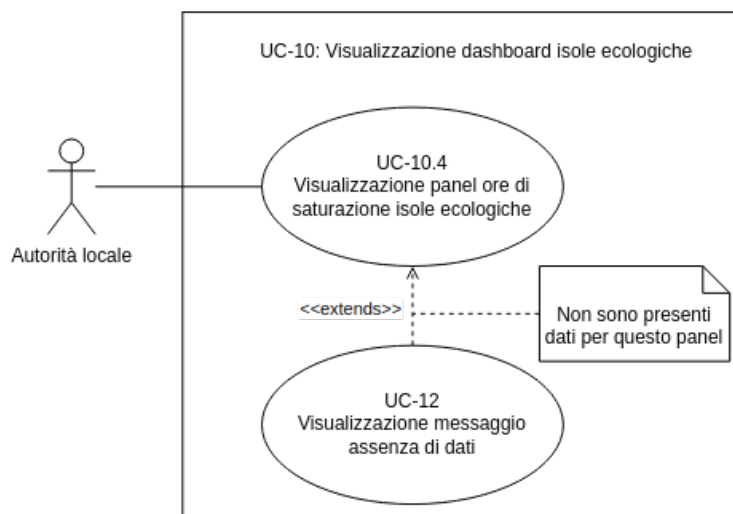 UC-10: Visualizzazione dashboard isole ecologiche
UC-10.4
Visualizzazione panel ore di
saturazione isole ecologiche
Autorità locale
<<extends>>
Non sono presenti
dati per questo panel
UC-12
Visualizzazione messaggio
assenza di dati